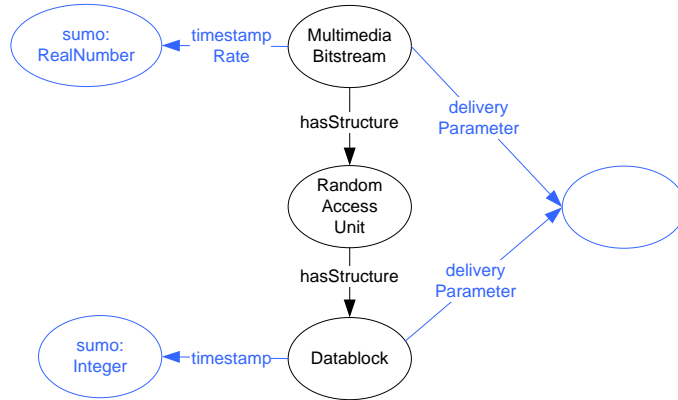 sumo:
RealNumber
timestamp
Rate
Multimedia
Bitstream
delivery
Parameter
hasStructure
Random
Access
Unit
hasStructure
delivery
Parameter
sumo:
Integer
timestamp
Datablock